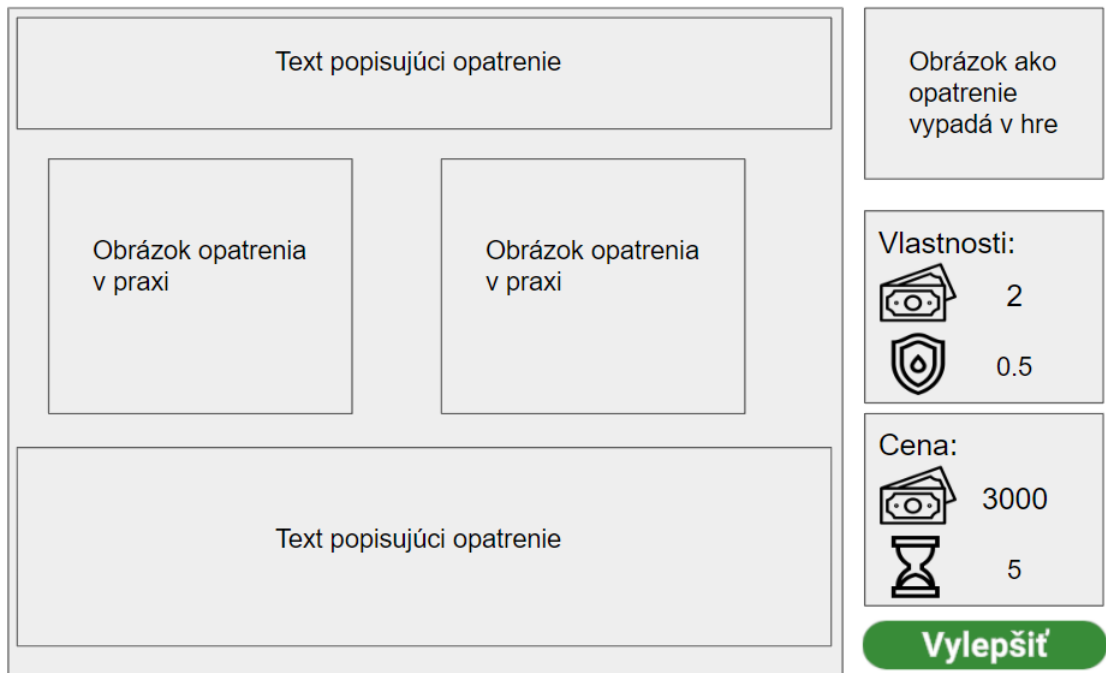 Text popisujúci opatrenie
Obrázok opatrenia
v praxi
Obrázok opatrenia
v praxi
Text popisujúci opatrenie
Obrázok ako
opatrenie
vypadá v hre
Vlastnosti:
2
0.5
Cena:
3000
5
Vylepšiť